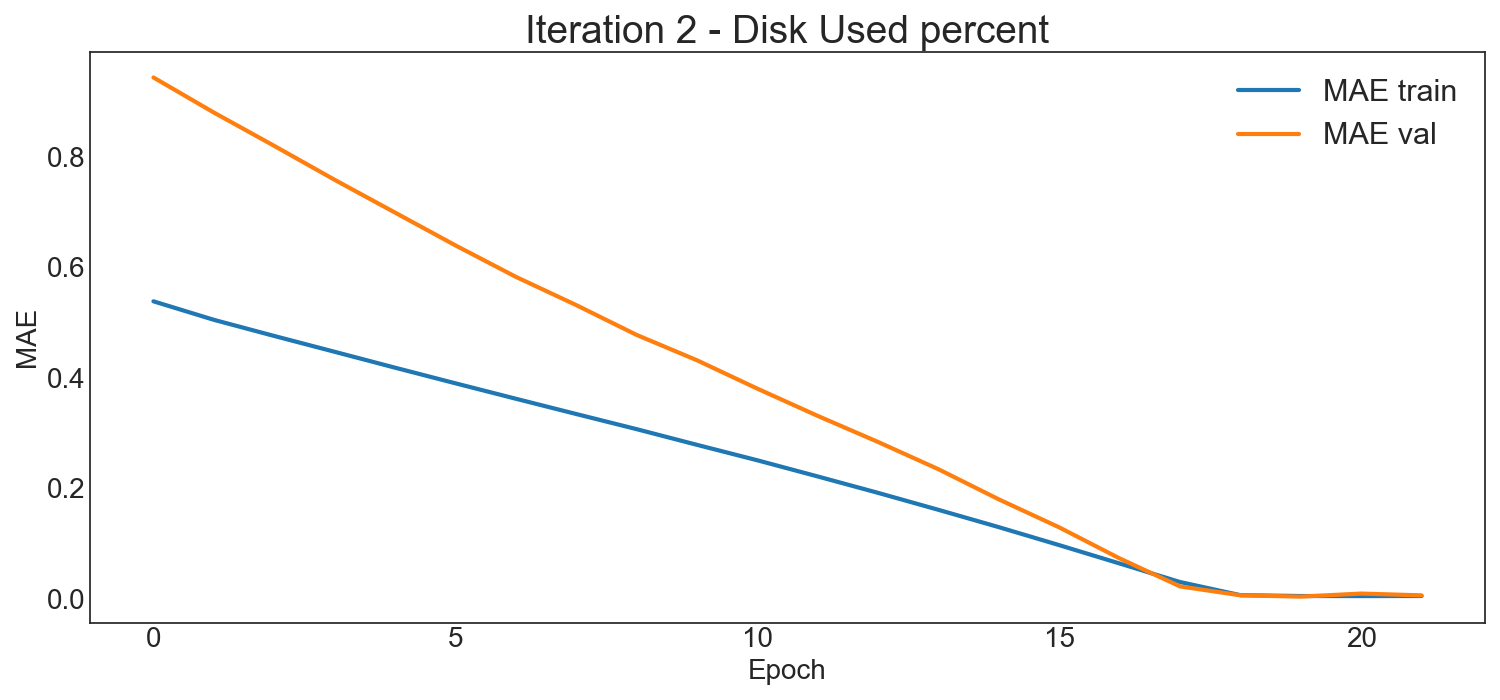 Iteration 2 - Disk Used percent
MAE train
MAE val
MAE
0.8
0.6
0.4
0.2
0.0
0 5 10 15 20
Epoch